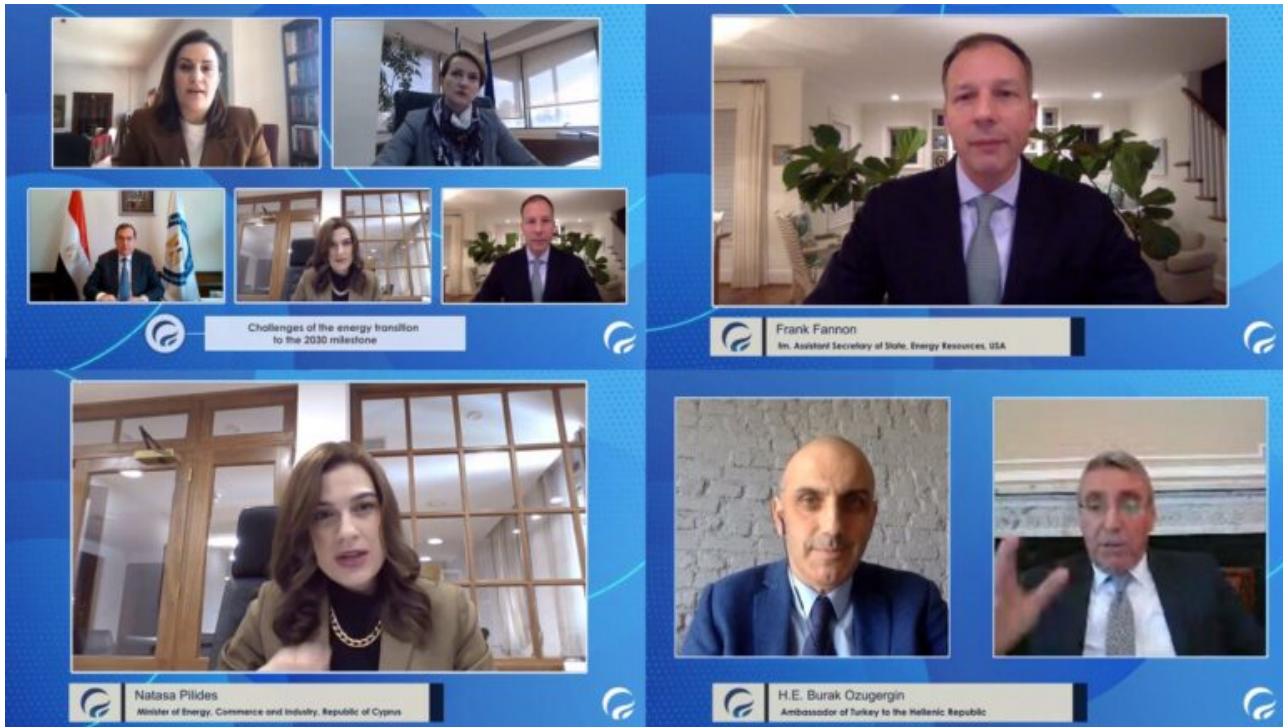 Challenges of the energy transition
to the 2030 milestone
Frank Fannon
fm. Assistant Secretary of State, Energy Resources, USA
Natasa Pilides
Minister of Energy, Commerce and Industry, Republic of Cyprus
H.E. Burak Ozugergin
Ambassador of Turkey to the Hellenic Republic